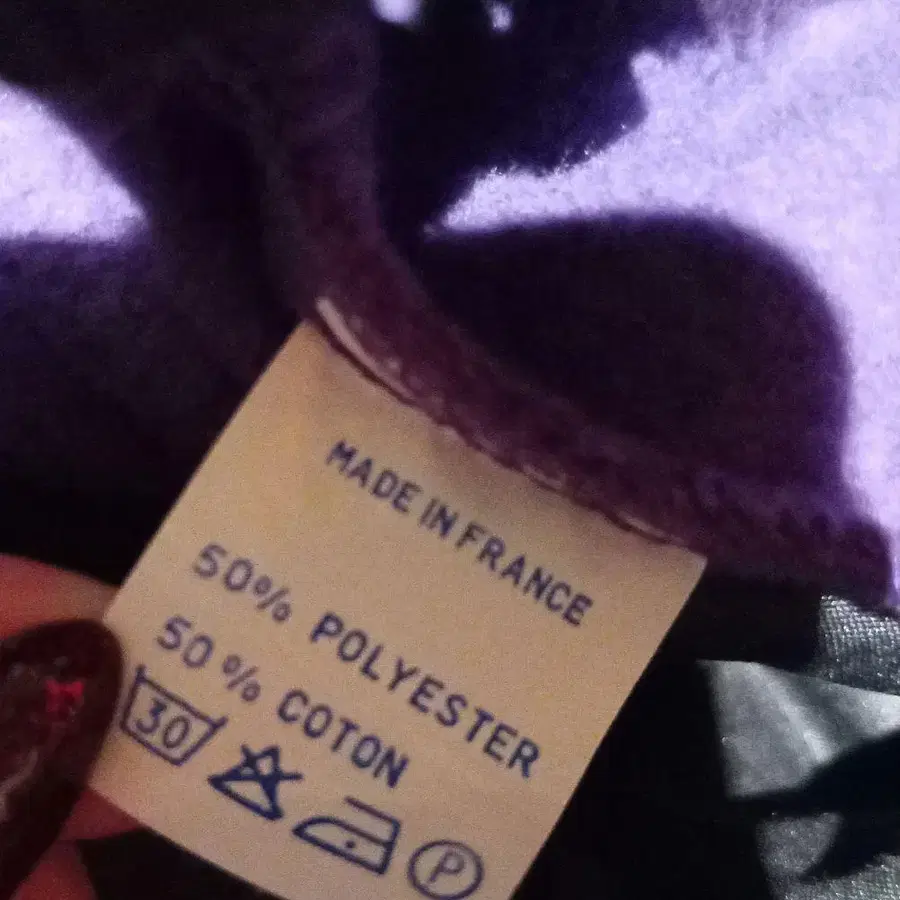 MADE IN FRANCE
50% POLYESTER
50% COTON
30 P